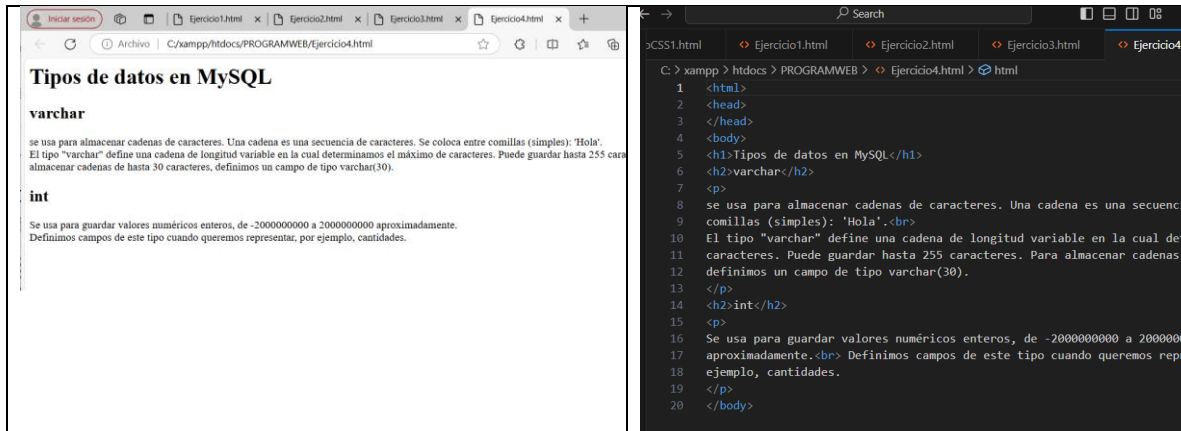 Iniciar sesión
Ejercicio1.html
Ejercicio2.html
Ejercicio3.html
Ejercicio4.html
Archivo
C:/xampp/htdocs/PROGRAMWEB/Ejercicio4.html
Tipos de datos en MySQL
varchar
se usa para almacenar cadenas de caracteres. Una cadena es una secuencia de caracteres. Se coloca entre comillas (simples): 'Hola'.
El tipo "varchar" define una cadena de longitud variable en la cual determinamos el máximo de caracteres. Puede guardar hasta 255 cara
almacenar cadenas de hasta 30 caracteres, definimos un campo de tipo varchar(30).
int
Se usa para guardar valores numéricos enteros, de -2000000000 a 2000000000 aproximadamente.
Definimos campos de este tipo cuando queremos representar, por ejemplo, cantidades.
Search
CSS1.html
Ejercicio1.html
Ejercicio2.html
Ejercicio3.html
Ejercicio4
C: > xampp > htdocs > PROGRAMWEB > Ejercicio4.html > html
1 <html>
2 <head>
3 </head>
4 <body>
5 <h1>Tipos de datos en MySQL</h1>
6 <h2>varchar</h2>
7 <p>
8 se usa para almacenar cadenas de caracteres. Una cadena es una secuenc
9 comillas (simples): 'Hola'.<br>
10 El tipo "varchar" define una cadena de longitud variable en la cual de
11 caracteres. Puede guardar hasta 255 caracteres. Para almacenar cadenas
12 definimos un campo de tipo varchar(30).
13 </p>
14 <h2>int</h2>
15 <p>
16 Se usa para guardar valores numéricos enteros, de -2000000000 a 200000
17 aproximadamente.<br> Definimos campos de este tipo cuando queremos rep
18 ejemplo, cantidades.
19 </p>
20 </body>